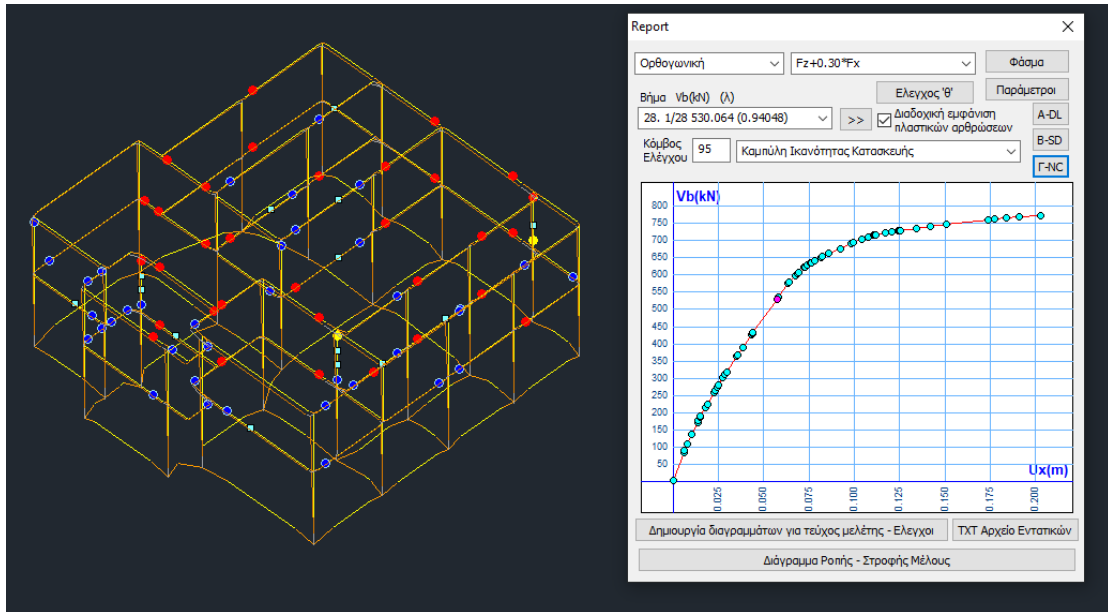 Report
Ορθογωνική
Fz+0.30*Fx
Φάσμα
Ελεγχος 'θ'
Παράμετροι
Βήμα Vb(kN) (λ)
28. 1/28 530.064 (0.94048)
>>
Διαδοχική εμφάνιση
πλαστικών αρθρώσεων
A-DL
B-SD
Γ-NC
Κόμβος
Ελέγχου
95
Καμπύλη Ικανότητας Κατασκευής
Vb(kN)
800
750
700
650
600
550
500
450
400
350
300
250
200
150
100
50
Ux(m)
0.025
0.050
0.075
0.100
0.125
0.150
0.175
0.200
Δημιουργία διαγραμμάτων για τεύχος μελέτης - Ελεγχοι
TXT Αρχείο Εντατικών
Διάγραμμα Ροπής - Στροφής Μέλους